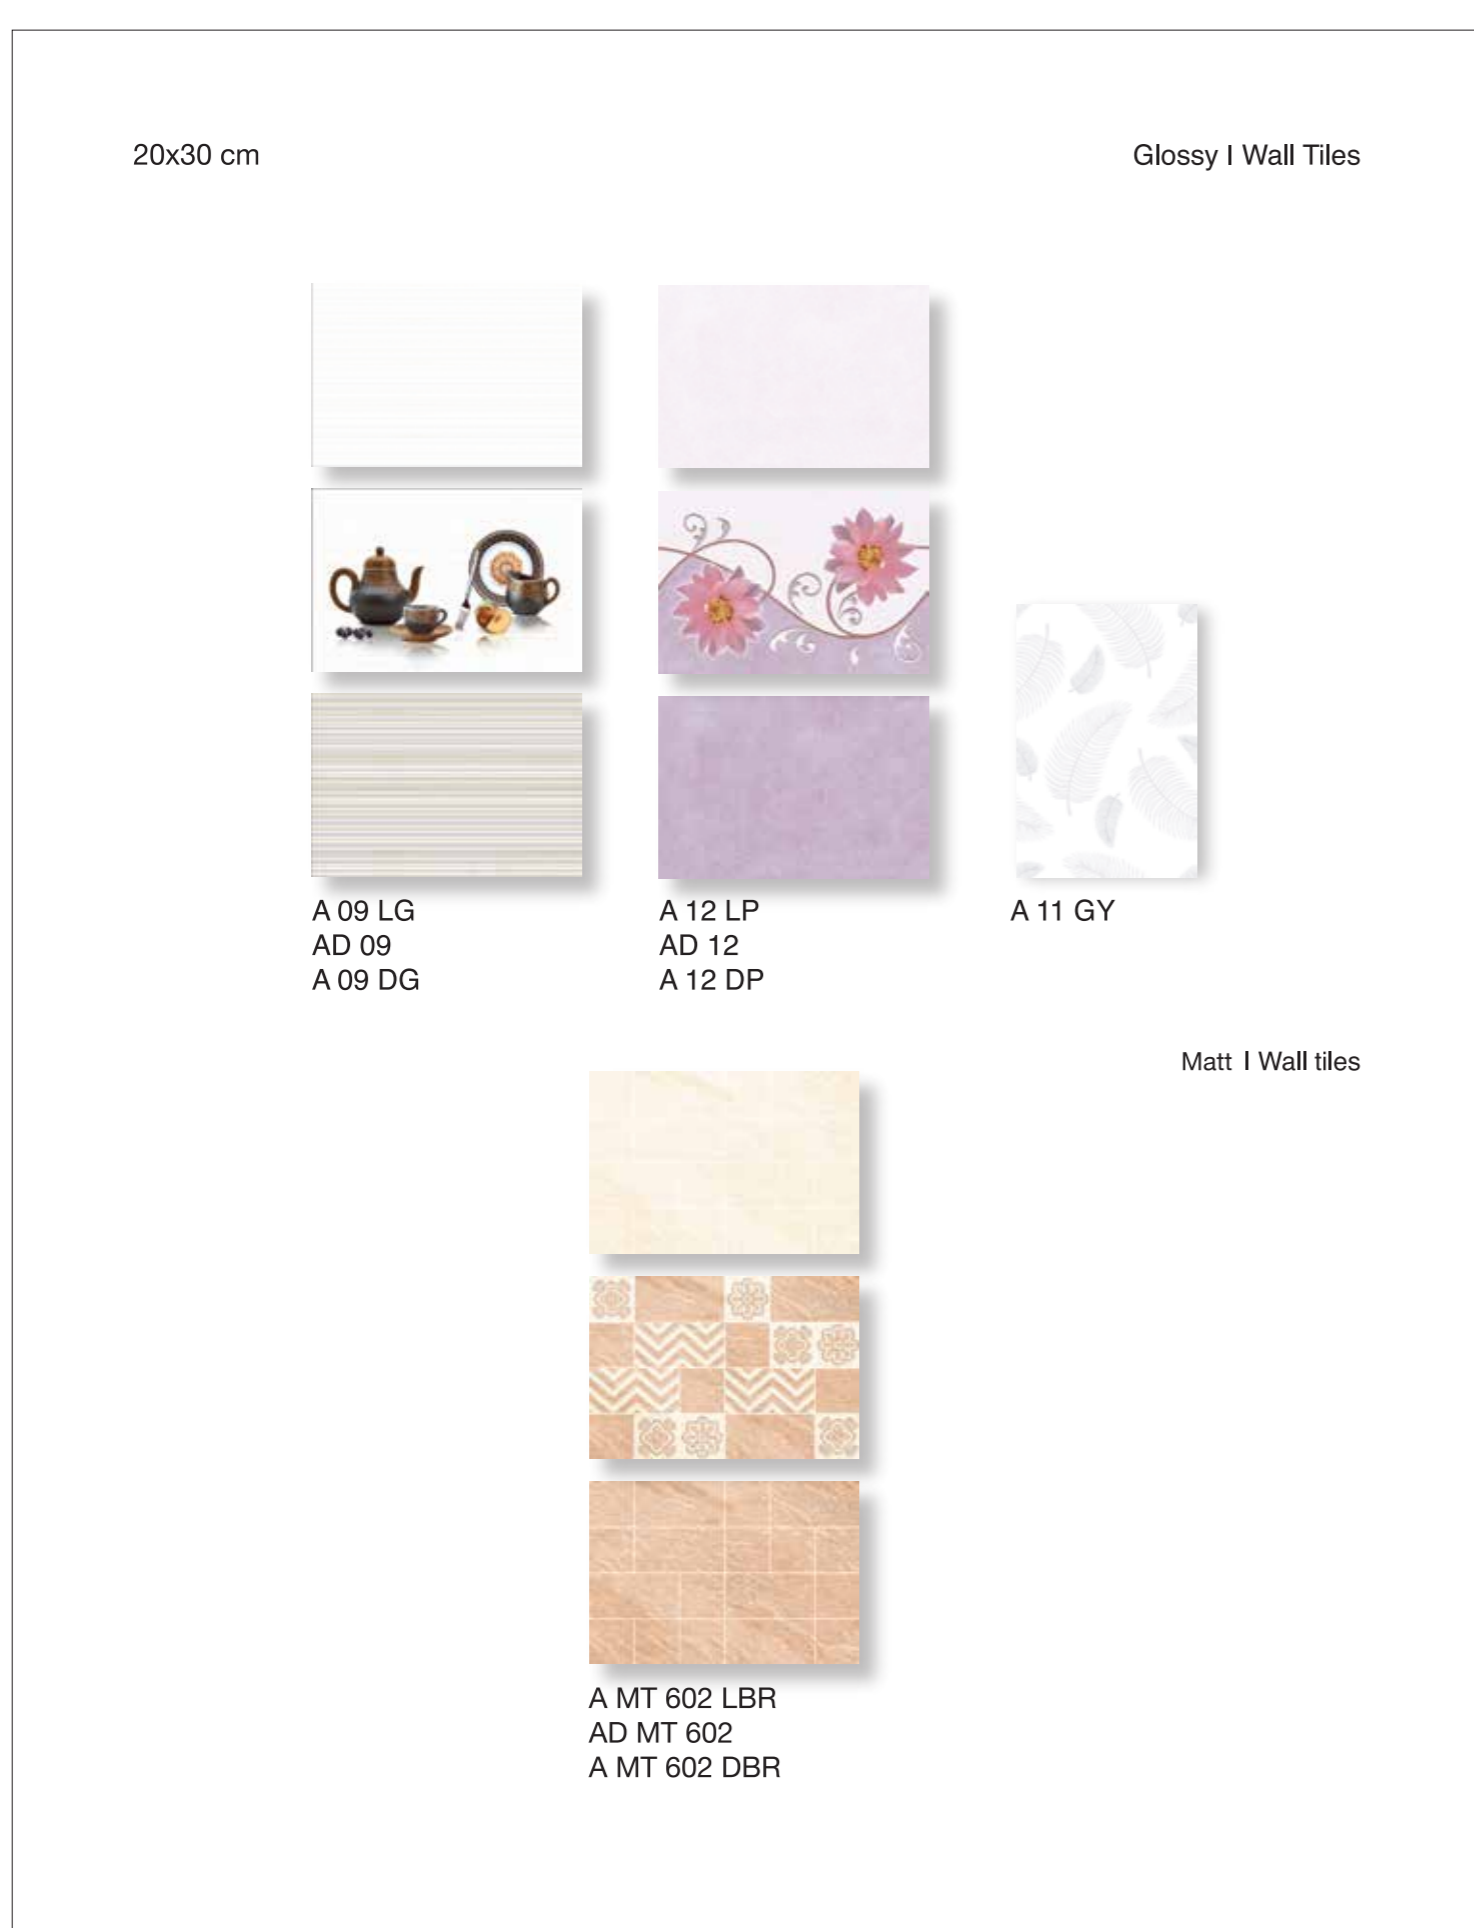 20x30 cm
Glossy I Wall Tiles
A 09 LG
AD 09
A 09 DG
A 12 LP
AD 12
A 12 DP
A 11 GY
Matt I Wall tiles
A MT 602 LBR
AD MT 602
A MT 602 DBR